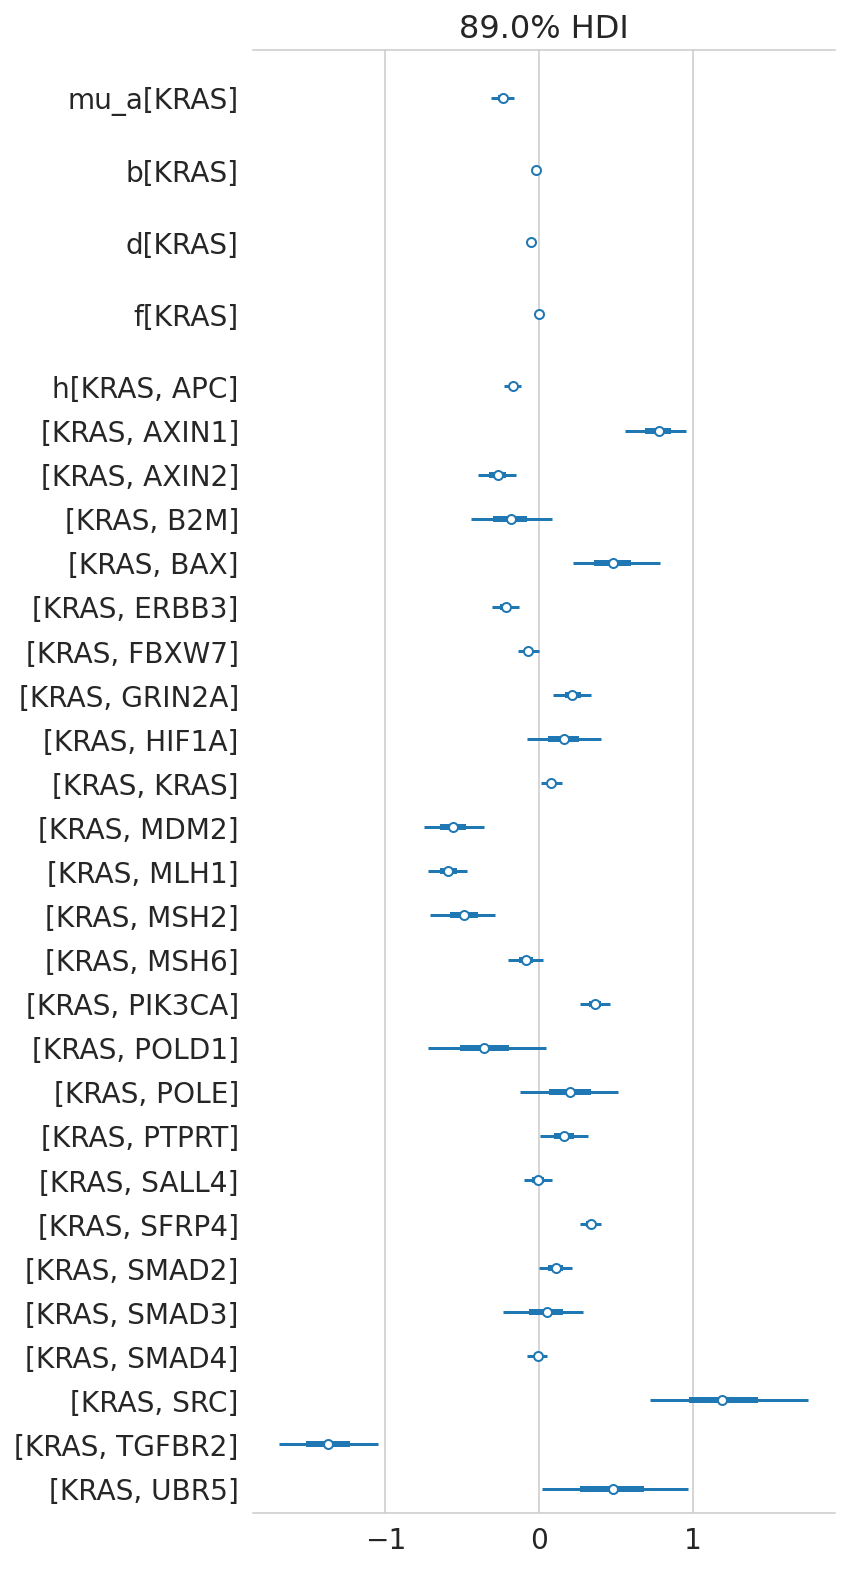 89.0% HDI
mu_a[KRAS]
b[KRAS]
d[KRAS]
f[KRAS]
h[KRAS, APC]
[KRAS, AXIN1]
[KRAS, AXIN2]
[KRAS, B2M]
[KRAS, BAX]
[KRAS, ERBB3]
[KRAS, FBXW7]
[KRAS, GRIN2A]
[KRAS, HIF1A]
[KRAS, KRAS]
[KRAS, MDM2]
[KRAS, MLH1]
[KRAS, MSH2]
[KRAS, MSH6]
[KRAS, PIK3CA]
[KRAS, POLD1]
[KRAS, POLE]
[KRAS, PTPRT]
[KRAS, SALL4]
[KRAS, SFRP4]
[KRAS, SMAD2]
[KRAS, SMAD3]
[KRAS, SMAD4]
[KRAS, SRC]
[KRAS, TGFBR2]
[KRAS, UBR5]
−1 0 1